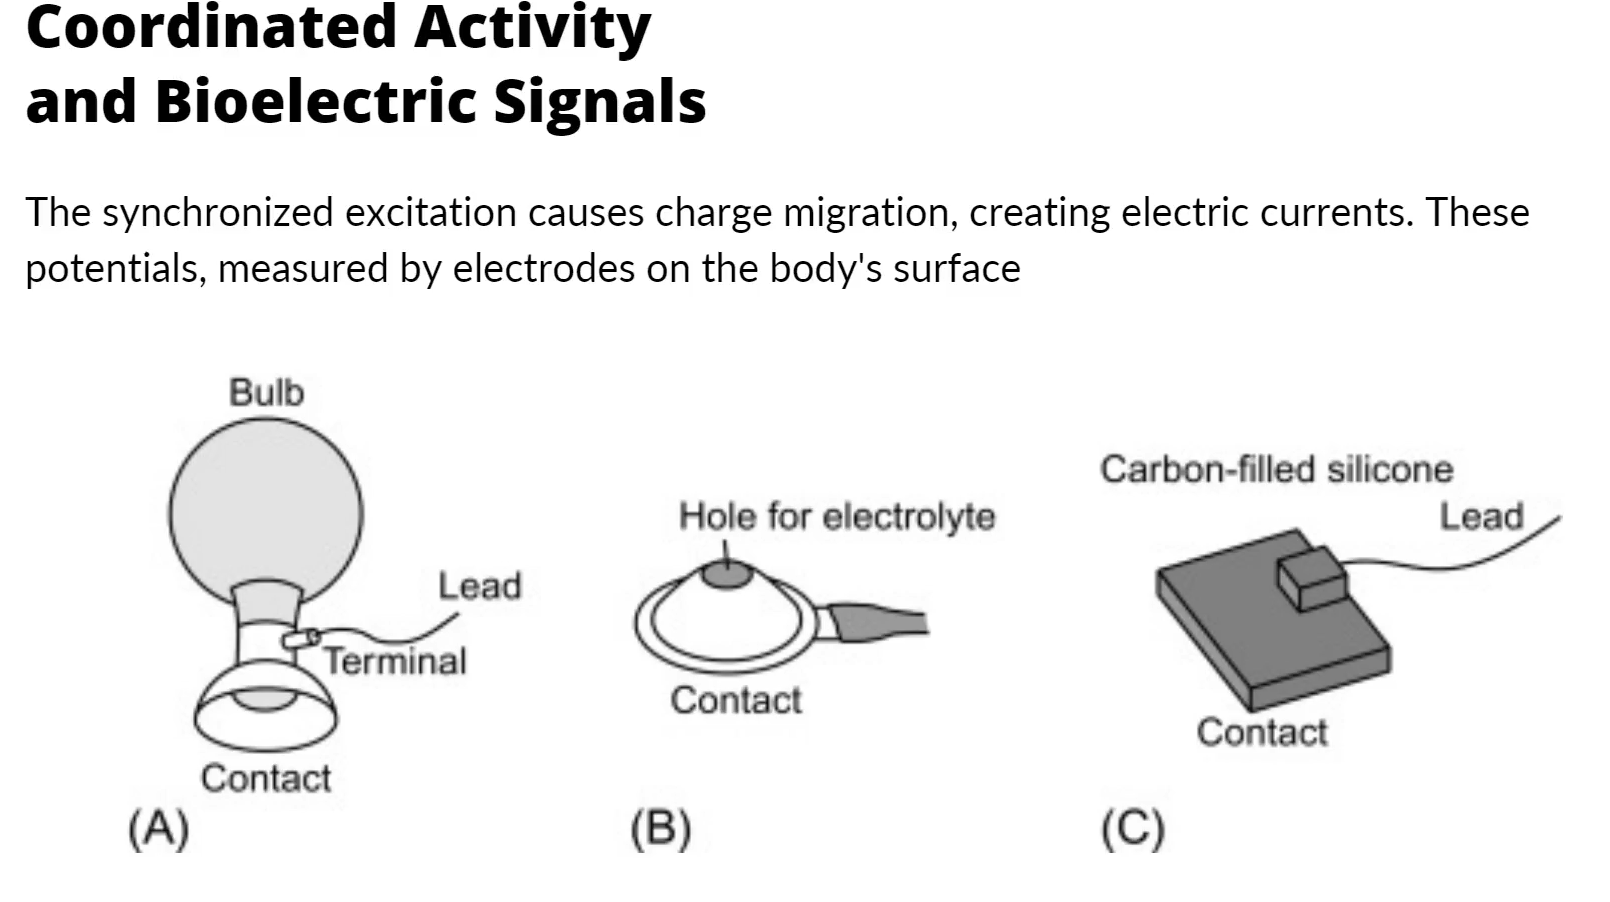 Coordinated Activity
and Bioelectric Signals
The synchronized excitation causes charge migration, creating electric currents. These
potentials, measured by electrodes on the body's surface
Bulb
Lead
Terminal
Contact
(A)
Hole for electrolyte
Contact
(B)
Carbon-filled silicone
Lead
Contact
(C)